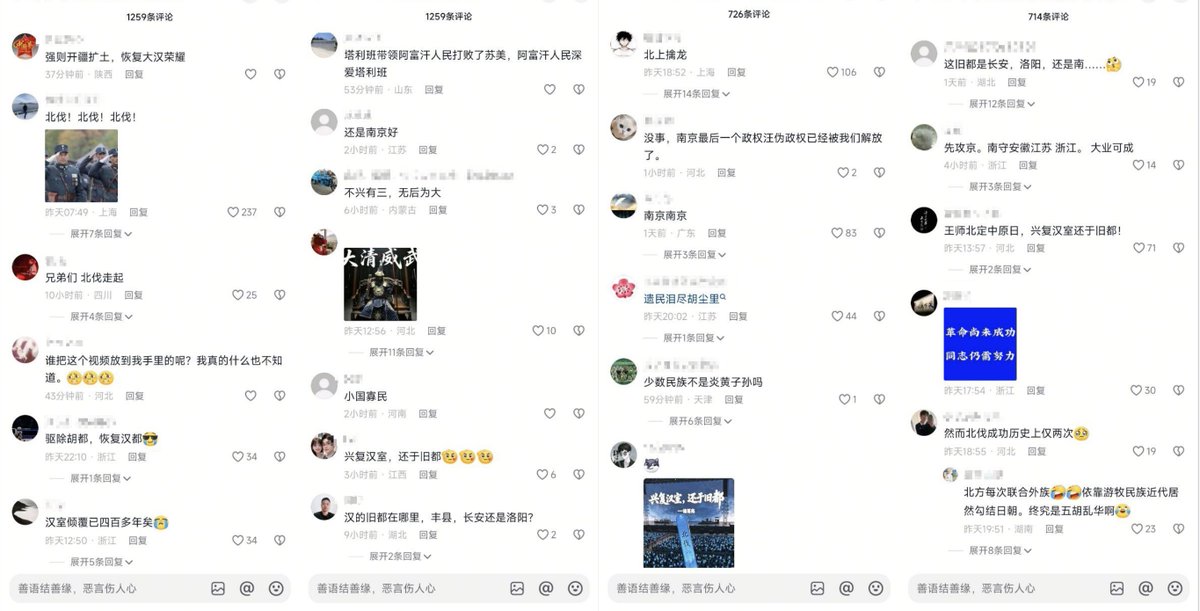 1259条评论
强则开疆扩土，恢复大汉荣耀
37分钟前 · 陕西 回复
北伐！北伐！北伐！
昨天07:49 · 上海 回复 237
展开7条回复
兄弟们 北伐走起
10小时前 · 四川 回复 25
展开4条回复
谁把这个视频放到我手里的呢？我真的什么也不知
道。
43分钟前 · 河北 回复
驱除胡都，恢复汉都😎
昨天22:10 · 浙江 回复 34
展开1条回复
汉室倾覆已四百多年矣😭
昨天12:50 · 浙江 回复 34
展开5条回复
善语结善缘，恶言伤人心
1259条评论
塔利班带领阿富汗人民打败了苏美，阿富汗人民深
爱塔利班
53分钟前 · 山东 回复
还是南京好
2小时前 · 江苏 回复 2
不兴有三，无后为大
6小时前 · 内蒙古 回复 3
大清威武
昨天12:56 · 河北 回复 10
展开11条回复
小国寡民
2小时前 · 河南 回复
兴复汉室，还于旧都
3小时前 · 江西 回复 6
汉的旧都在哪里，丰县，长安还是洛阳？
9小时前 · 湖北 回复 2
展开2条回复
善语结善缘，恶言伤人心
726条评论
北上擒龙
昨天18:52 · 上海 回复 106
展开14条回复
没事，南京最后一个政权汪伪政权已经被我们解放
了。
1小时前 · 河北 回复 2
南京南京
1天前 · 广东 回复 83
展开3条回复
遗民泪尽胡尘里
昨天20:02 · 江苏 回复 44
展开1条回复
少数民族不是炎黄子孙吗
59分钟前 · 天津 回复 1
展开6条回复
兴复汉室，还于旧都
北伐
善语结善缘，恶言伤人心
714条评论
这旧都是长安，洛阳，还是南……
1天前 · 湖北 回复 19
展开12条回复
先攻京。南守安徽江苏 浙江。 大业可成
4小时前 · 浙江 回复 14
展开3条回复
王师北定中原日，兴复汉室还于旧都！
昨天13:57 · 河北 回复 71
展开2条回复
革命尚未成功
同志仍需努力
昨天17:54 · 浙江 回复 30
然而北伐成功历史上仅两次🥹
昨天18:55 · 河北 回复 19
北方每次联合外族🤣🤣依靠游牧民族近代居
然勾结日朝。终究是五胡乱华啊😭
昨天19:51 · 湖南 回复 23
展开8条回复
善语结善缘，恶言伤人心